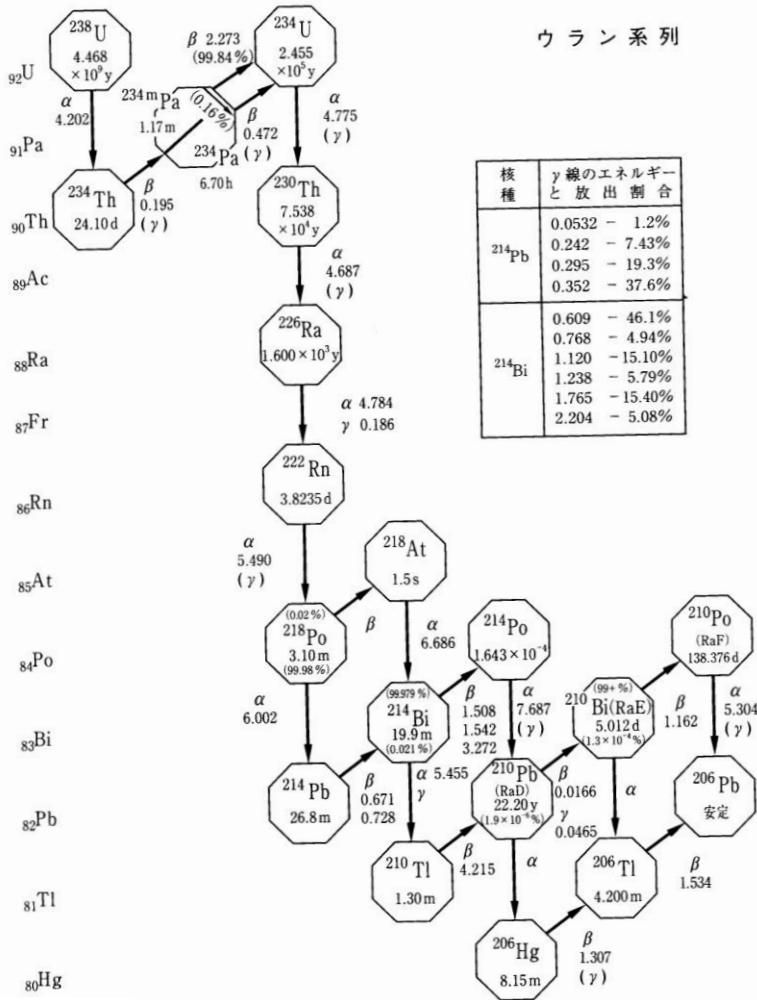 ウラン系列
₉₂U
²³⁸U
4.468
×10⁹y
β 2.273
(99.84%)
²³⁴U
2.455
×10⁵y
α
4.202
²³⁴ᵐPa
(0.16%)
1.17m
β
0.472
(γ)
α
4.775
(γ)
₉₁Pa
²³⁴Pa
6.70h
₉₀Th
²³⁴Th
24.10d
β
0.195
(γ)
²³⁰Th
7.538
×10⁴y
₈₉Ac
α
4.687
(γ)
₈₈Ra
²²⁶Ra
1.600×10³y
₈₇Fr
α 4.784
γ 0.186
₈₆Rn
²²²Rn
3.8235d
₈₅At
α
5.490
(γ)
²¹⁸At
1.5s
₈₄Po
(0.02%)
²¹⁸Po
3.10m
(99.98%)
β
α
6.686
²¹⁴Po
1.643×10⁻⁴
²¹⁰Po
(RaF)
138.376d
₈₃Bi
α
6.002
(99.979%)
²¹⁴Bi
19.9m
(0.021%)
β
1.508
1.542
3.272
α
7.687
(γ)
(99+%)
²¹⁰Bi(RaE)
5.012d
(1.3×10⁻⁴%)
β
1.162
α
5.304
(γ)
₈₂Pb
²¹⁴Pb
26.8m
β
0.671
0.728
α 5.455
γ
²¹⁰Pb
(RaD)
22.20y
(1.9×10⁻⁶%)
β
0.0166
γ
0.0465
α
²⁰⁶Pb
安定
₈₁Tl
²¹⁰Tl
1.30m
β
4.215
α
²⁰⁶Tl
4.200m
β
1.534
₈₀Hg
²⁰⁶Hg
8.15m
β
1.307
(γ)
核種 γ線のエネルギーと放出割合
²¹⁴Pb
0.0532 - 1.2%
0.242 - 7.43%
0.295 - 19.3%
0.352 - 37.6%
²¹⁴Bi
0.609 - 46.1%
0.768 - 4.94%
1.120 -15.10%
1.238 - 5.79%
1.765 -15.40%
2.204 - 5.08%